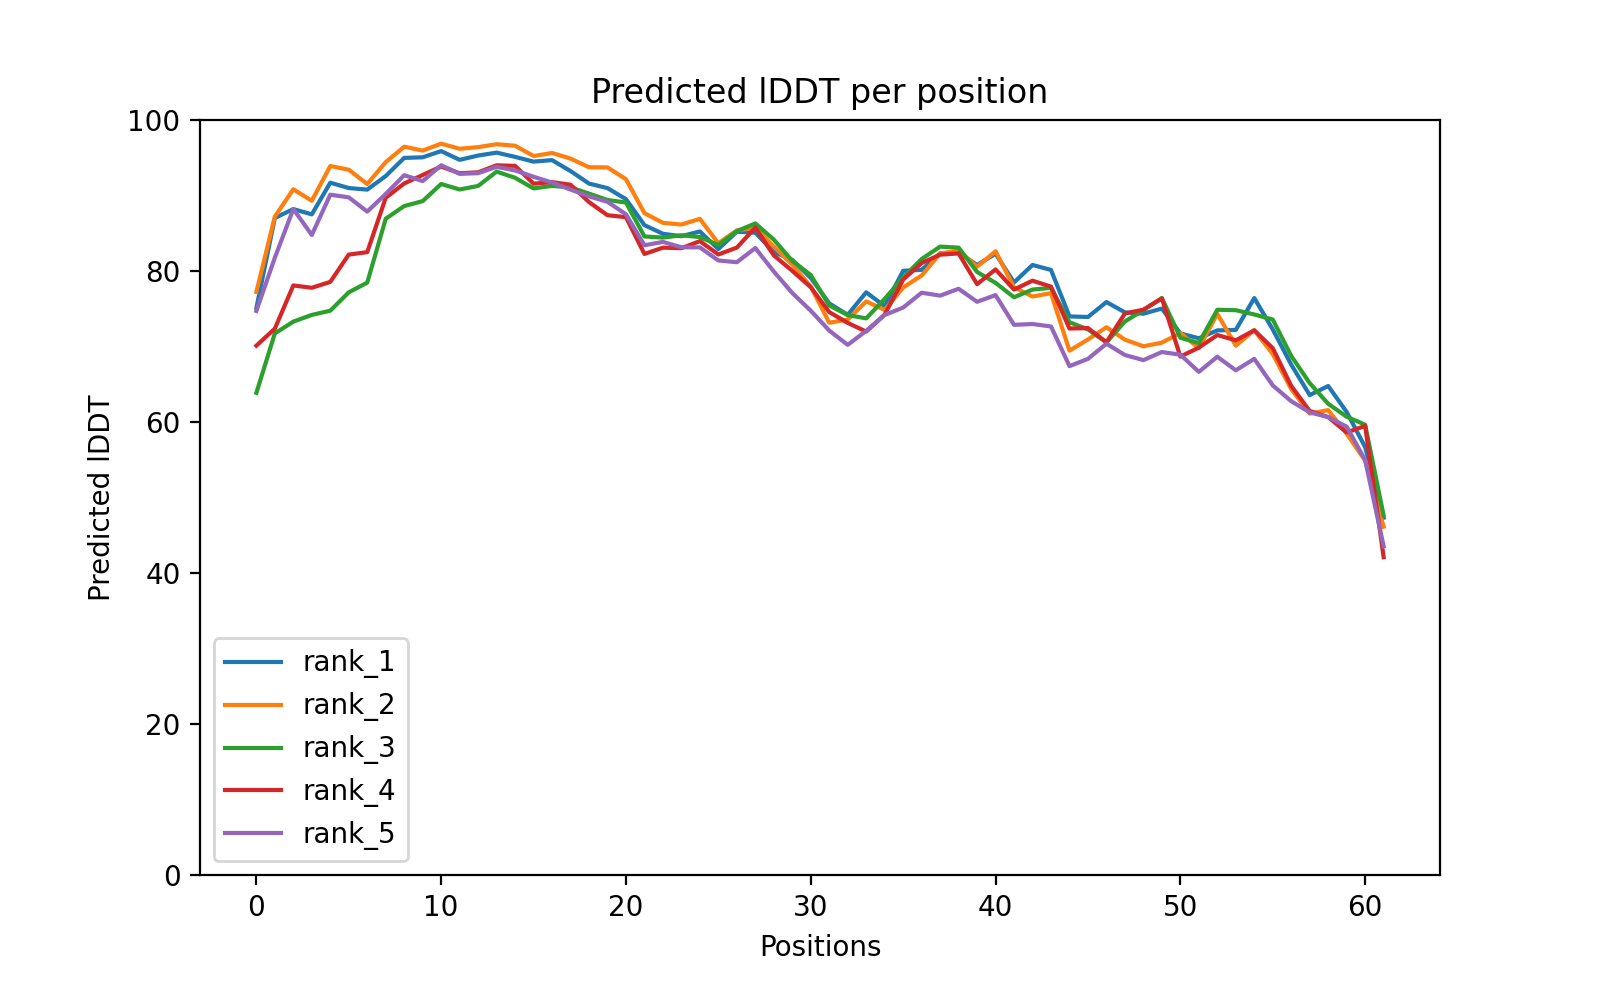 Predicted lDDT per position
100
80
60
40
20
0
Predicted lDDT
rank_1
rank_2
rank_3
rank_4
rank_5
0 10 20 30 40 50 60
Positions